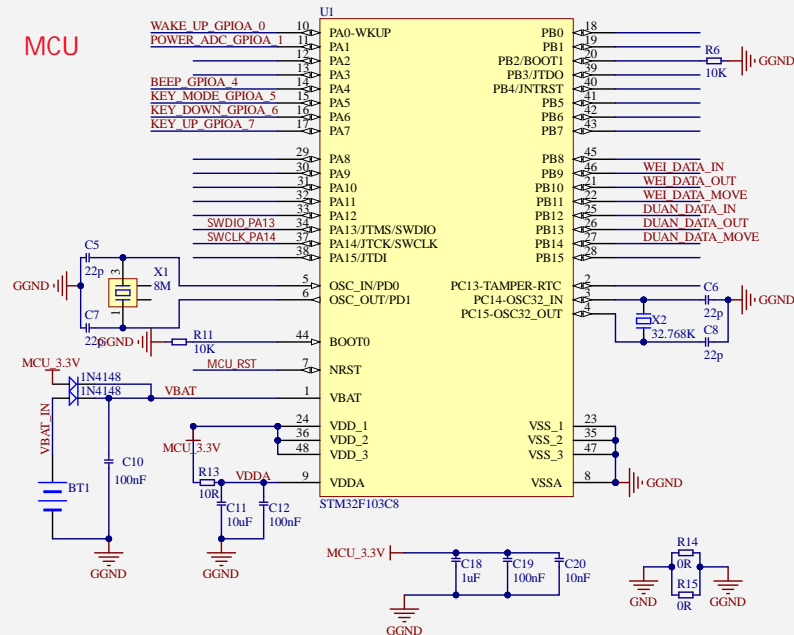 MCU
U1
WAKE_UP_GPIOA_0 10 PA0-WKUP PB0 18
POWER_ADC_GPIOA_1 11 PA1 PB1 19
12 PA2 PB2/BOOT1 20 R6 10K GGND
13 PA3 PB3/JTDO 39
BEEP_GPIOA_4 14 PA4 PB4/JNTRST 40
KEY_MODE_GPIOA_5 15 PA5 PB5 41
KEY_DOWN_GPIOA_6 16 PA6 PB6 42
KEY_UP_GPIOA_7 17 PA7 PB7 43
29 PA8 PB8 45
30 PA9 PB9 46 WEI_DATA_IN
31 PA10 PB10 21 WEI_DATA_OUT
32 PA11 PB11 22 WEI_DATA_MOVE
33 PA12 PB12 25 DUAN_DATA_IN
SWDIO_PA13 34 PA13/JTMS/SWDIO PB13 26 DUAN_DATA_OUT
SWCLK_PA14 37 PA14/JTCK/SWCLK PB14 27 DUAN_DATA_MOVE
38 PA15/JTDI PB15 28
C5
22p
3
X1
8M
1
GGND
C7
22p
5 OSC_IN/PD0 PC13-TAMPER-RTC 2
6 OSC_OUT/PD1 PC14-OSC32_IN 3
PC15-OSC32_OUT 4
C6
22p
GGND
X2
32.768K
C8
22p
GGND R11 10K 44 BOOT0
MCU_RST 7 NRST
MCU_3.3V
1N4148
1N4148
VBAT 1 VBAT
VBAT_IN
BT1
C10
100nF
GGND
24 VDD_1 VSS_1 23
36 VDD_2 VSS_2 35
48 VDD_3 VSS_3 47
MCU_3.3V
R13
10R
VDDA 9 VDDA VSSA 8 GGND
C11
10uF
C12
100nF
GGND
STM32F103C8
MCU_3.3V
C18
1uF
C19
100nF
C20
10nF
GGND
R14
0R
R15
0R
GND
GGND